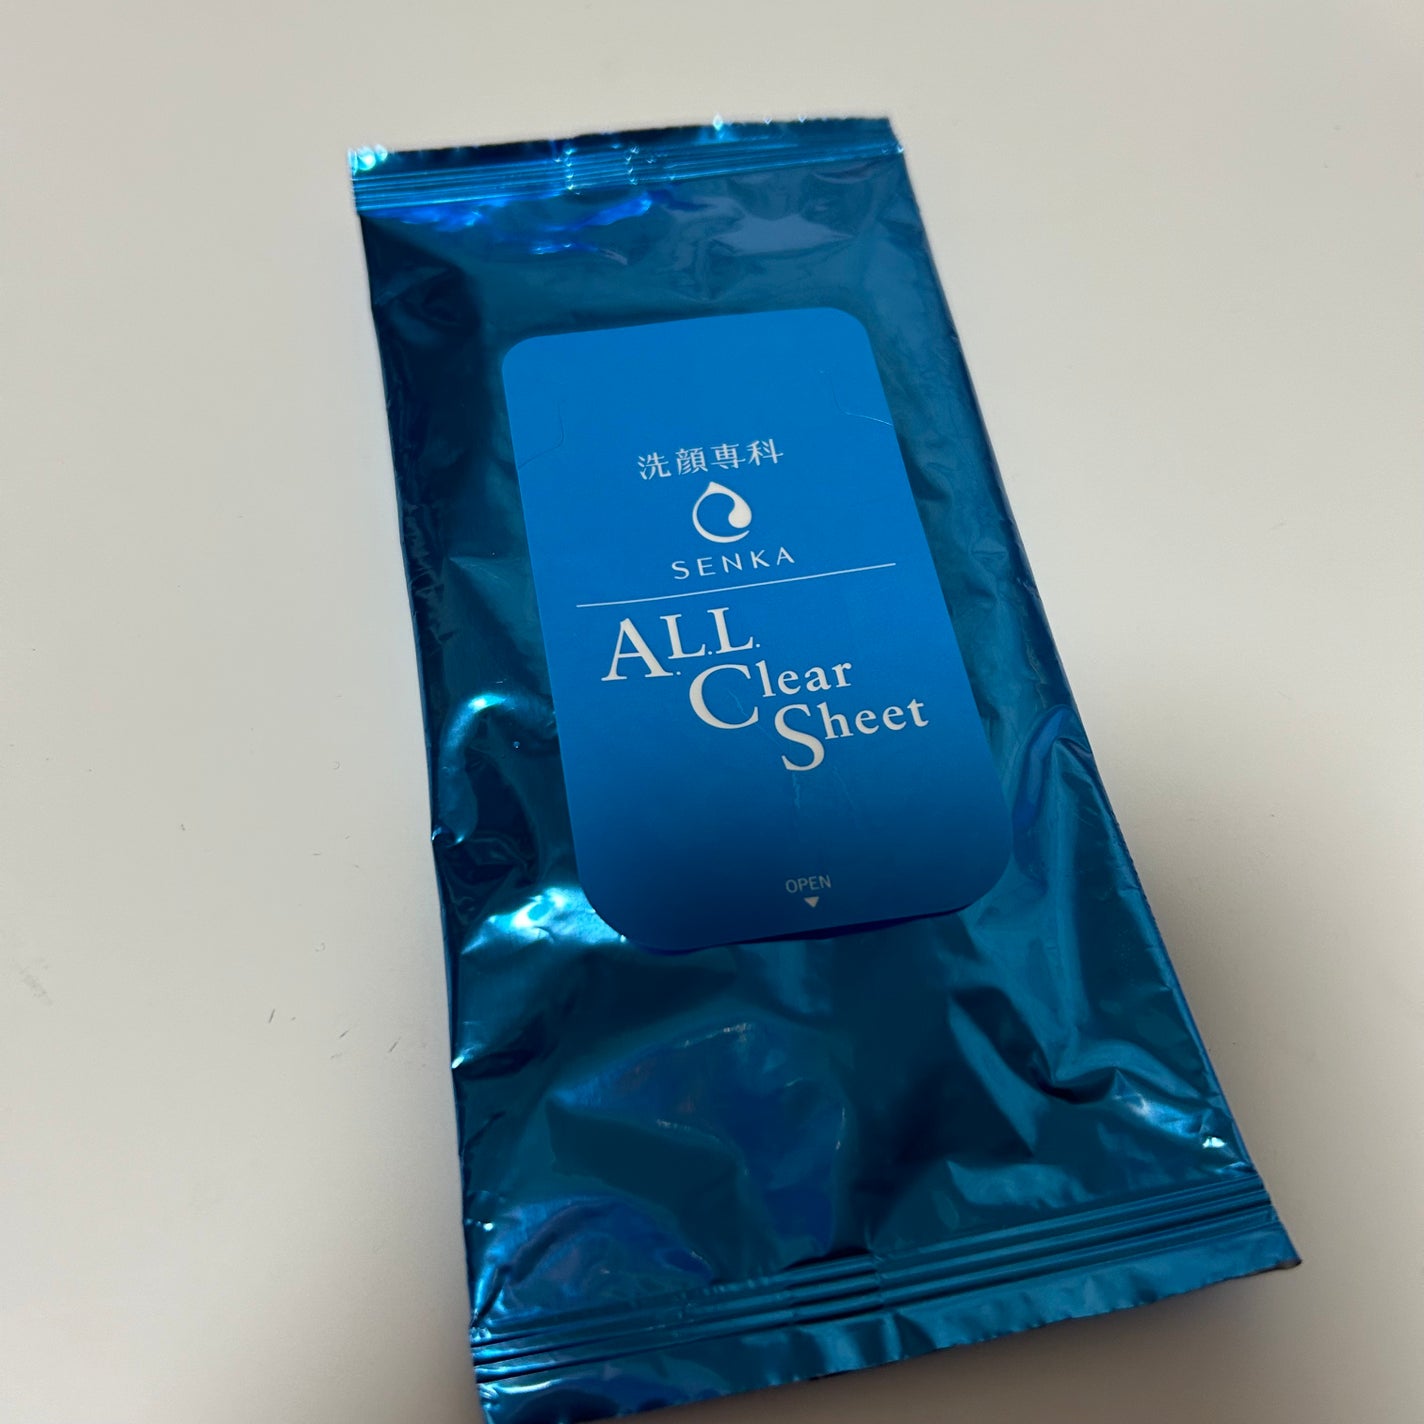 洗顔専科
SENKA
A.L.L.
Clear
Sheet
OPEN